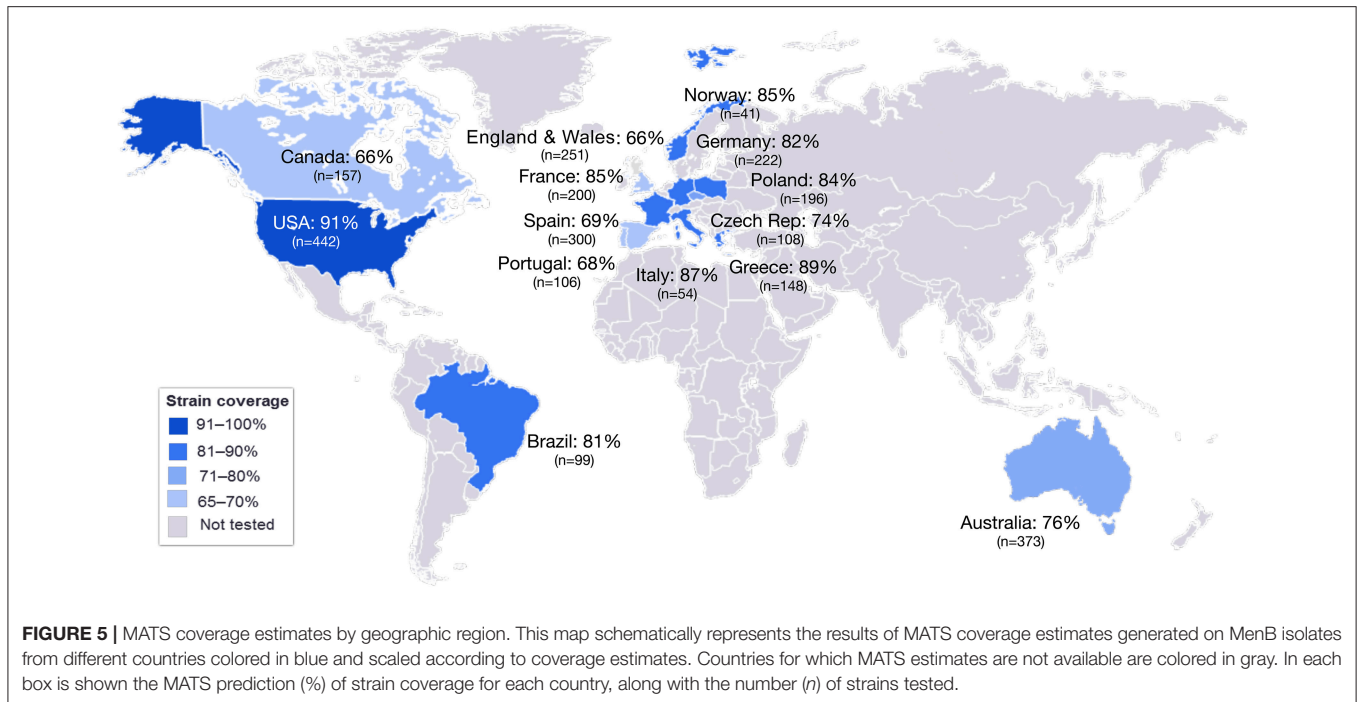 Norway: 85%
(n=41)
England & Wales: 66%
(n=251)
Germany: 82%
(n=222)
Canada: 66%
(n=157)
France: 85%
(n=200)
Poland: 84%
(n=196)
USA: 91%
(n=442)
Spain: 69%
(n=300)
Czech Rep: 74%
(n=108)
Portugal: 68%
(n=106)
Italy: 87%
(n=54)
Greece: 89%
(n=148)
Strain coverage
91–100%
81–90%
71–80%
65–70%
Not tested
Brazil: 81%
(n=99)
Australia: 76%
(n=373)
FIGURE 5 | MATS coverage estimates by geographic region. This map schematically represents the results of MATS coverage estimates generated on MenB isolates
from different countries colored in blue and scaled according to coverage estimates. Countries for which MATS estimates are not available are colored in gray. In each
box is shown the MATS prediction (%) of strain coverage for each country, along with the number (n) of strains tested.